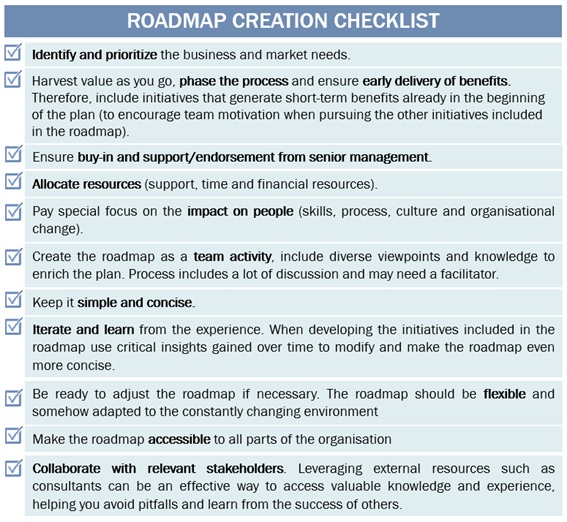 ROADMAP CREATION CHECKLIST
Identify and prioritize the business and market needs.
Harvest value as you go, phase the process and ensure early delivery of benefits.
Therefore, include initiatives that generate short-term benefits already in the beginning
of the plan (to encourage team motivation when pursuing the other initiatives included
in the roadmap).
Ensure buy-in and support/endorsement from senior management.
Allocate resources (support, time and financial resources).
Pay special focus on the impact on people (skills, process, culture and organisational
change).
Create the roadmap as a team activity, include diverse viewpoints and knowledge to
enrich the plan. Process includes a lot of discussion and may need a facilitator.
Keep it simple and concise.
Iterate and learn from the experience. When developing the initiatives included in the
roadmap use critical insights gained over time to modify and make the roadmap even
more concise.
Be ready to adjust the roadmap if necessary. The roadmap should be flexible and
somehow adapted to the constantly changing environment
Make the roadmap accessible to all parts of the organisation
Collaborate with relevant stakeholders. Leveraging external resources such as
consultants can be an effective way to access valuable knowledge and experience,
helping you avoid pitfalls and learn from the success of others.